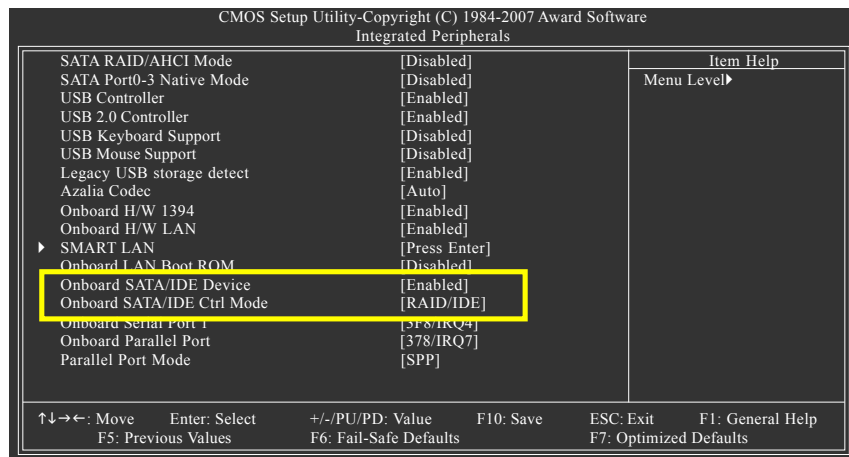 CMOS Setup Utility-Copyright (C) 1984-2007 Award Software
Integrated Peripherals
SATA RAID/AHCI Mode [Disabled] Item Help
SATA Port0-3 Native Mode [Disabled] Menu Level▶
USB Controller [Enabled]
USB 2.0 Controller [Enabled]
USB Keyboard Support [Disabled]
USB Mouse Support [Disabled]
Legacy USB storage detect [Enabled]
Azalia Codec [Auto]
Onboard H/W 1394 [Enabled]
Onboard H/W LAN [Enabled]
▶ SMART LAN [Press Enter]
Onboard LAN Boot ROM [Disabled]
Onboard SATA/IDE Device [Enabled]
Onboard SATA/IDE Ctrl Mode [RAID/IDE]
Onboard Serial Port 1 [3F8/IRQ4]
Onboard Parallel Port [378/IRQ7]
Parallel Port Mode [SPP]
↑↓→←: Move Enter: Select +/-/PU/PD: Value F10: Save ESC: Exit F1: General Help
F5: Previous Values F6: Fail-Safe Defaults F7: Optimized Defaults